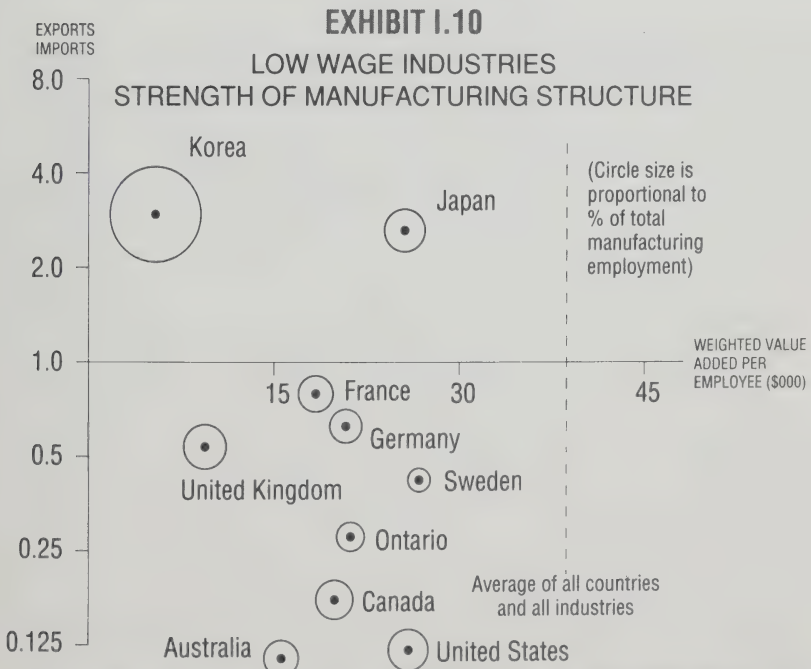 EXHIBIT I.10
LOW WAGE INDUSTRIES
STRENGTH OF MANUFACTURING STRUCTURE
EXPORTS
IMPORTS
8.0
4.0
2.0
1.0
0.5
0.25
0.125
Korea
Japan
(Circle size is
proportional to
% of total
manufacturing
employment)
WEIGHTED VALUE
ADDED PER
EMPLOYEE ($000)
15
30
45
France
Germany
United Kingdom
Sweden
Ontario
Canada
Average of all countries
and all industries
Australia
United States